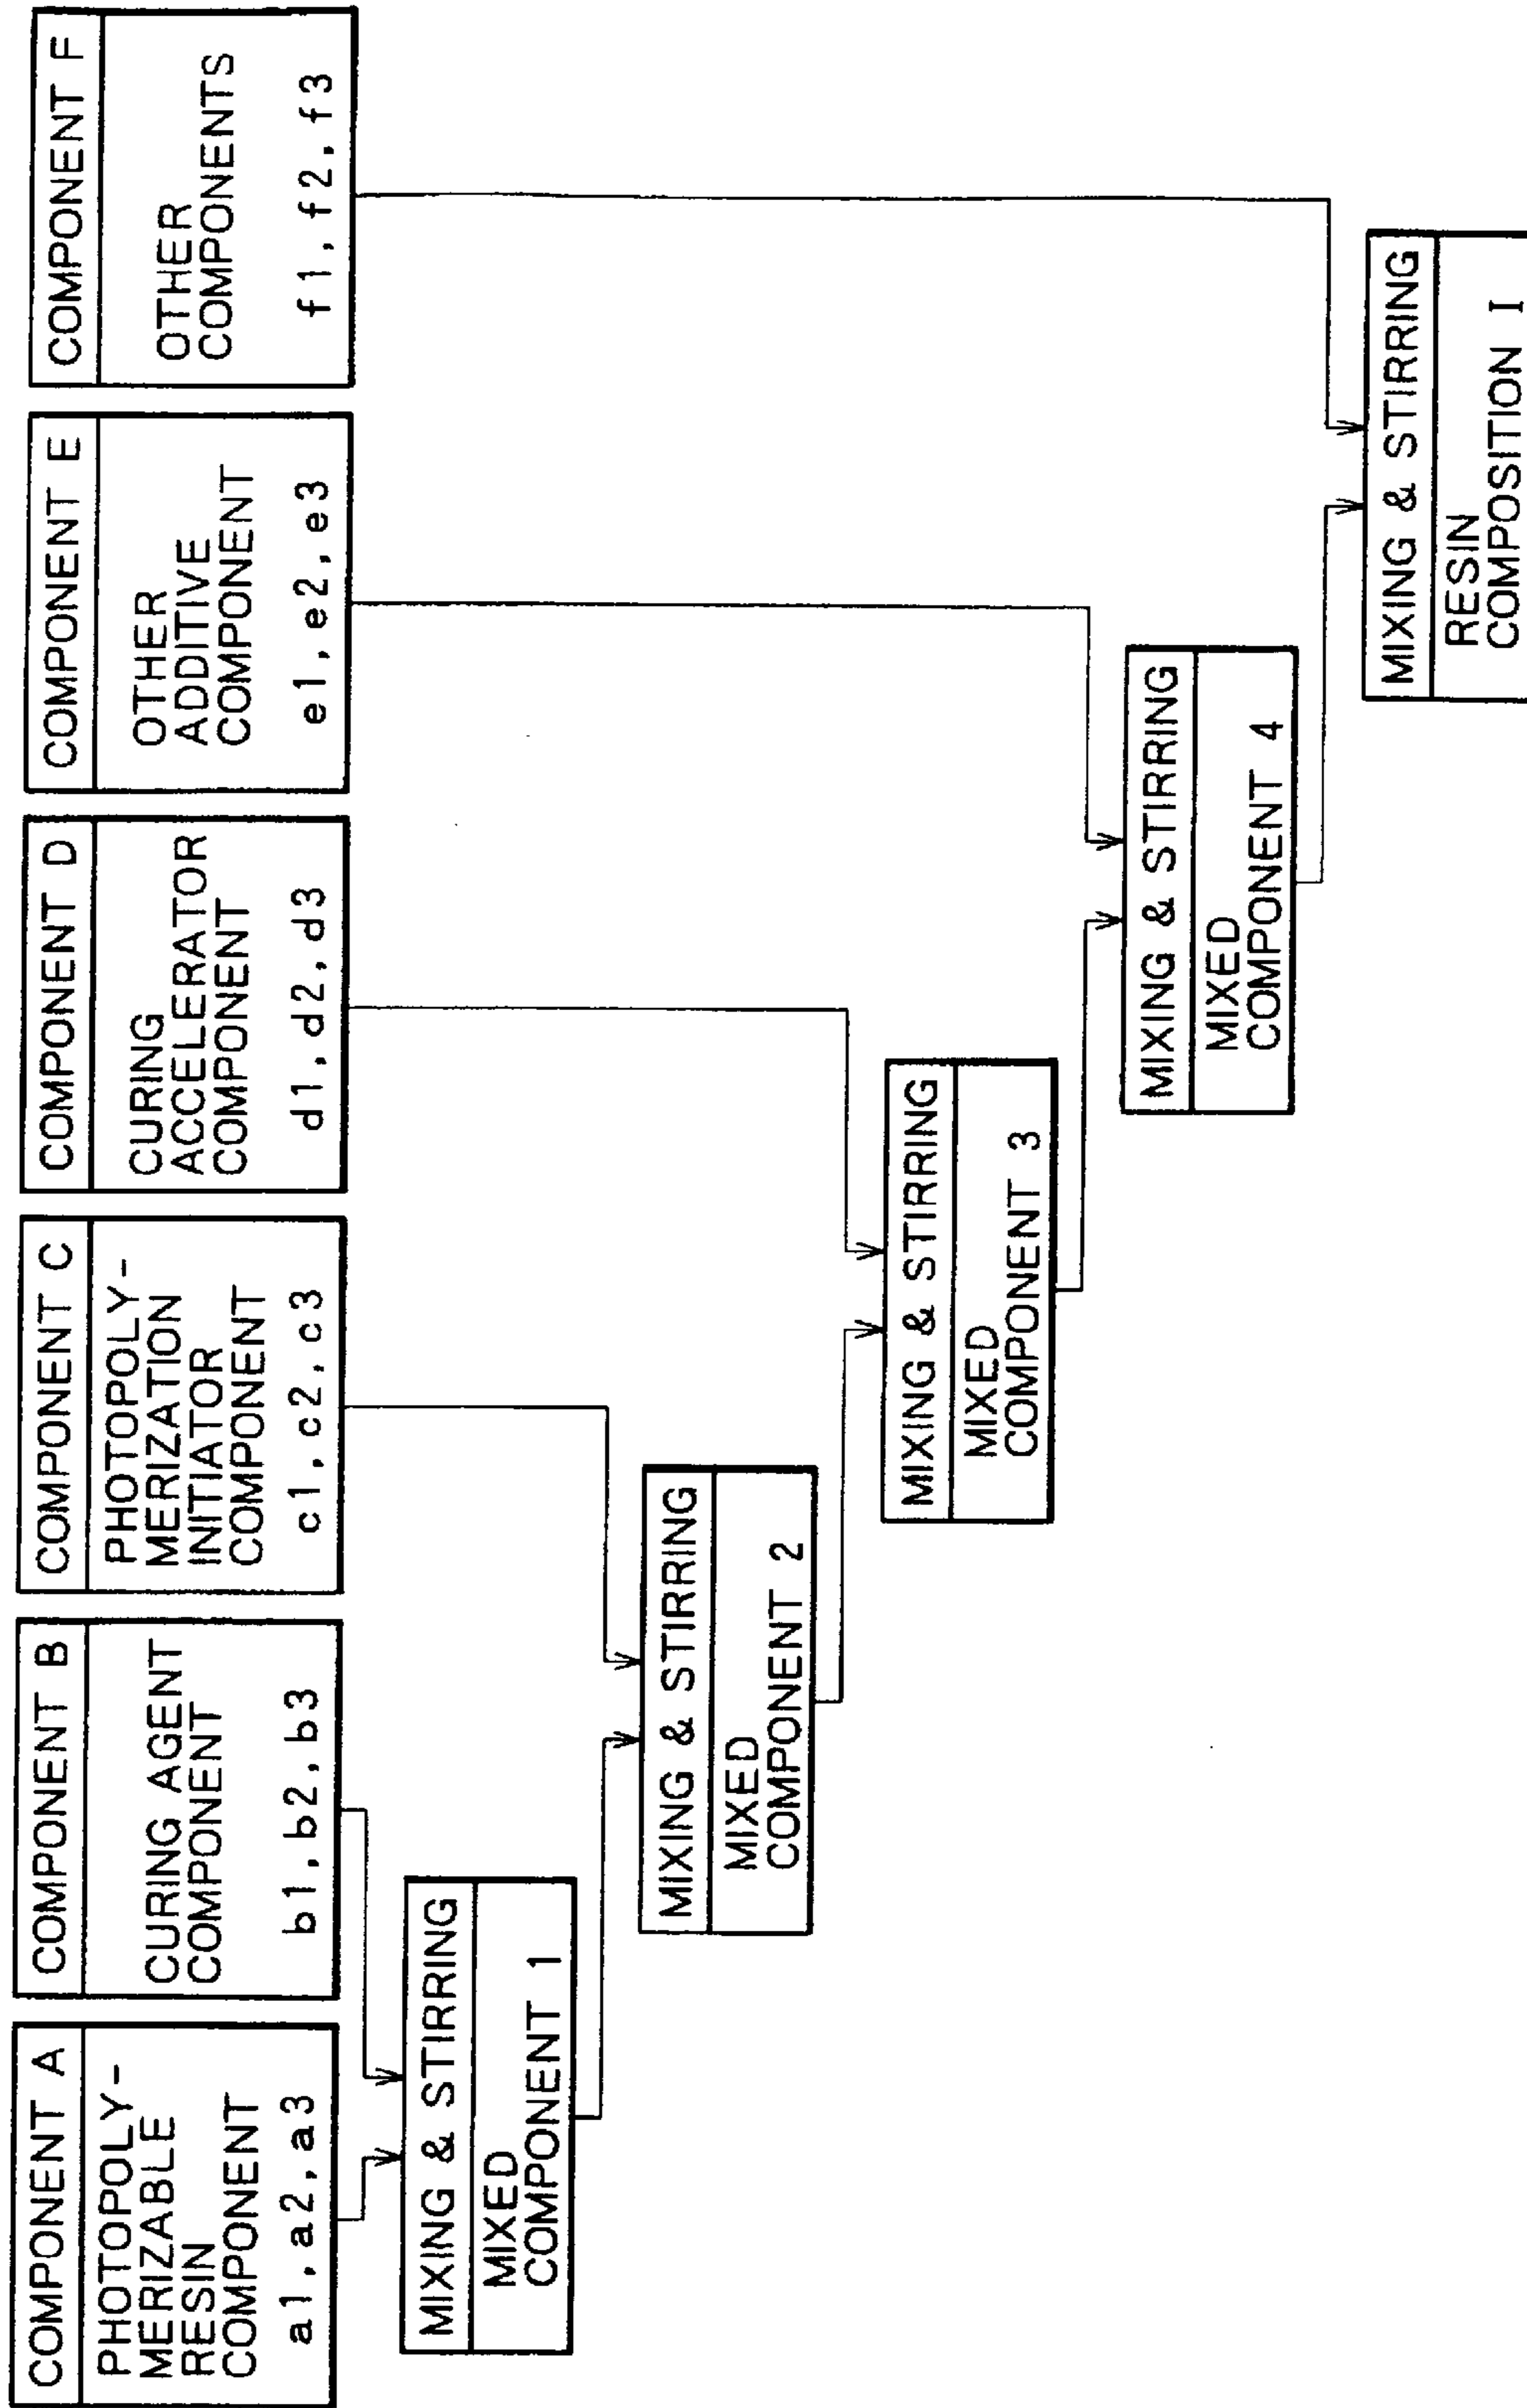 COMPONENT A
PHOTOPOLY-
MERIZABLE
RESIN
COMPONENT
a1, a2, a3
COMPONENT B
CURING AGENT
COMPONENT
b1, b2, b3
COMPONENT C
PHOTOPOLY-
MERIZATION
INITIATOR
COMPONENT
c1, c2, c3
COMPONENT D
CURING
ACCELERATOR
COMPONENT
d1, d2, d3
COMPONENT E
OTHER
ADDITIVE
COMPONENT
e1, e2, e3
COMPONENT F
OTHER
COMPONENTS
f1, f2, f3
MIXING & STIRRING
MIXED
COMPONENT 1
MIXING & STIRRING
MIXED
COMPONENT 2
MIXING & STIRRING
MIXED
COMPONENT 3
MIXING & STIRRING
MIXED
COMPONENT 4
MIXING & STIRRING
RESIN
COMPOSITION I